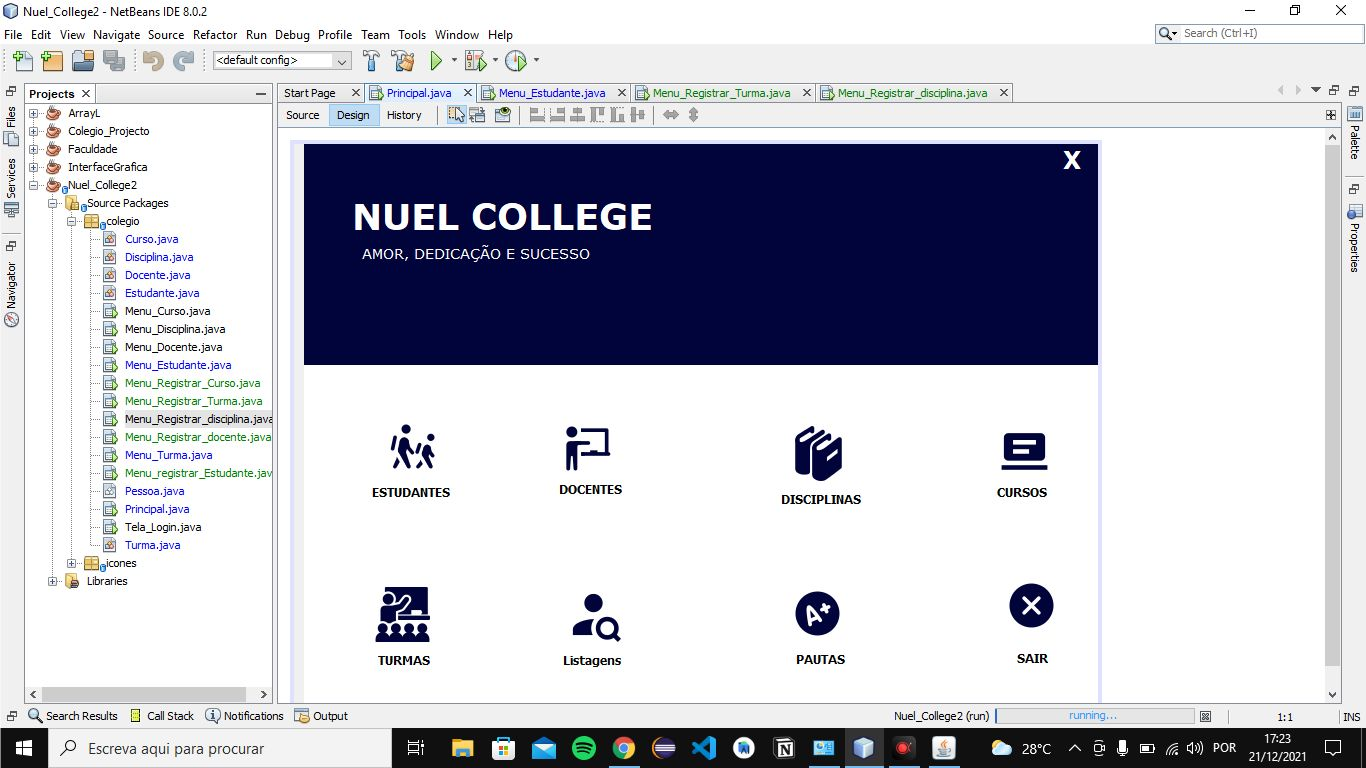 Nuel_College2 - NetBeans IDE 8.0.2
File Edit View Navigate Source Refactor Run Debug Profile Team Tools Window Help
Search (Ctrl+I)
<default config>
Files
Services
Navigator
Projects
ArrayL
Colegio_Projecto
Faculdade
InterfaceGrafica
Nuel_College2
Source Packages
colegio
Curso.java
Disciplina.java
Docente.java
Estudante.java
Menu_Curso.java
Menu_Disciplina.java
Menu_Docente.java
Menu_Estudante.java
Menu_Registrar_Curso.java
Menu_Registrar_Turma.java
Menu_Registrar_disciplina.java
Menu_Registrar_docente.java
Menu_Turma.java
Menu_registrar_Estudante.jav
Pessoa.java
Principal.java
Tela_Login.java
Turma.java
icones
Libraries
Start Page Principal.java Menu_Estudante.java Menu_Registrar_Turma.java Menu_Registrar_disciplina.java
Source Design History
X
NUEL COLLEGE
AMOR, DEDICAÇÃO E SUCESSO
ESTUDANTES DOCENTES DISCIPLINAS CURSOS
A+
TURMAS Listagens PAUTAS SAIR
Palette
Properties
Search Results Call Stack Notifications Output
Nuel_College2 (run) running... 1:1 INS
Escreva aqui para procurar
28°C POR 17:23
21/12/2021